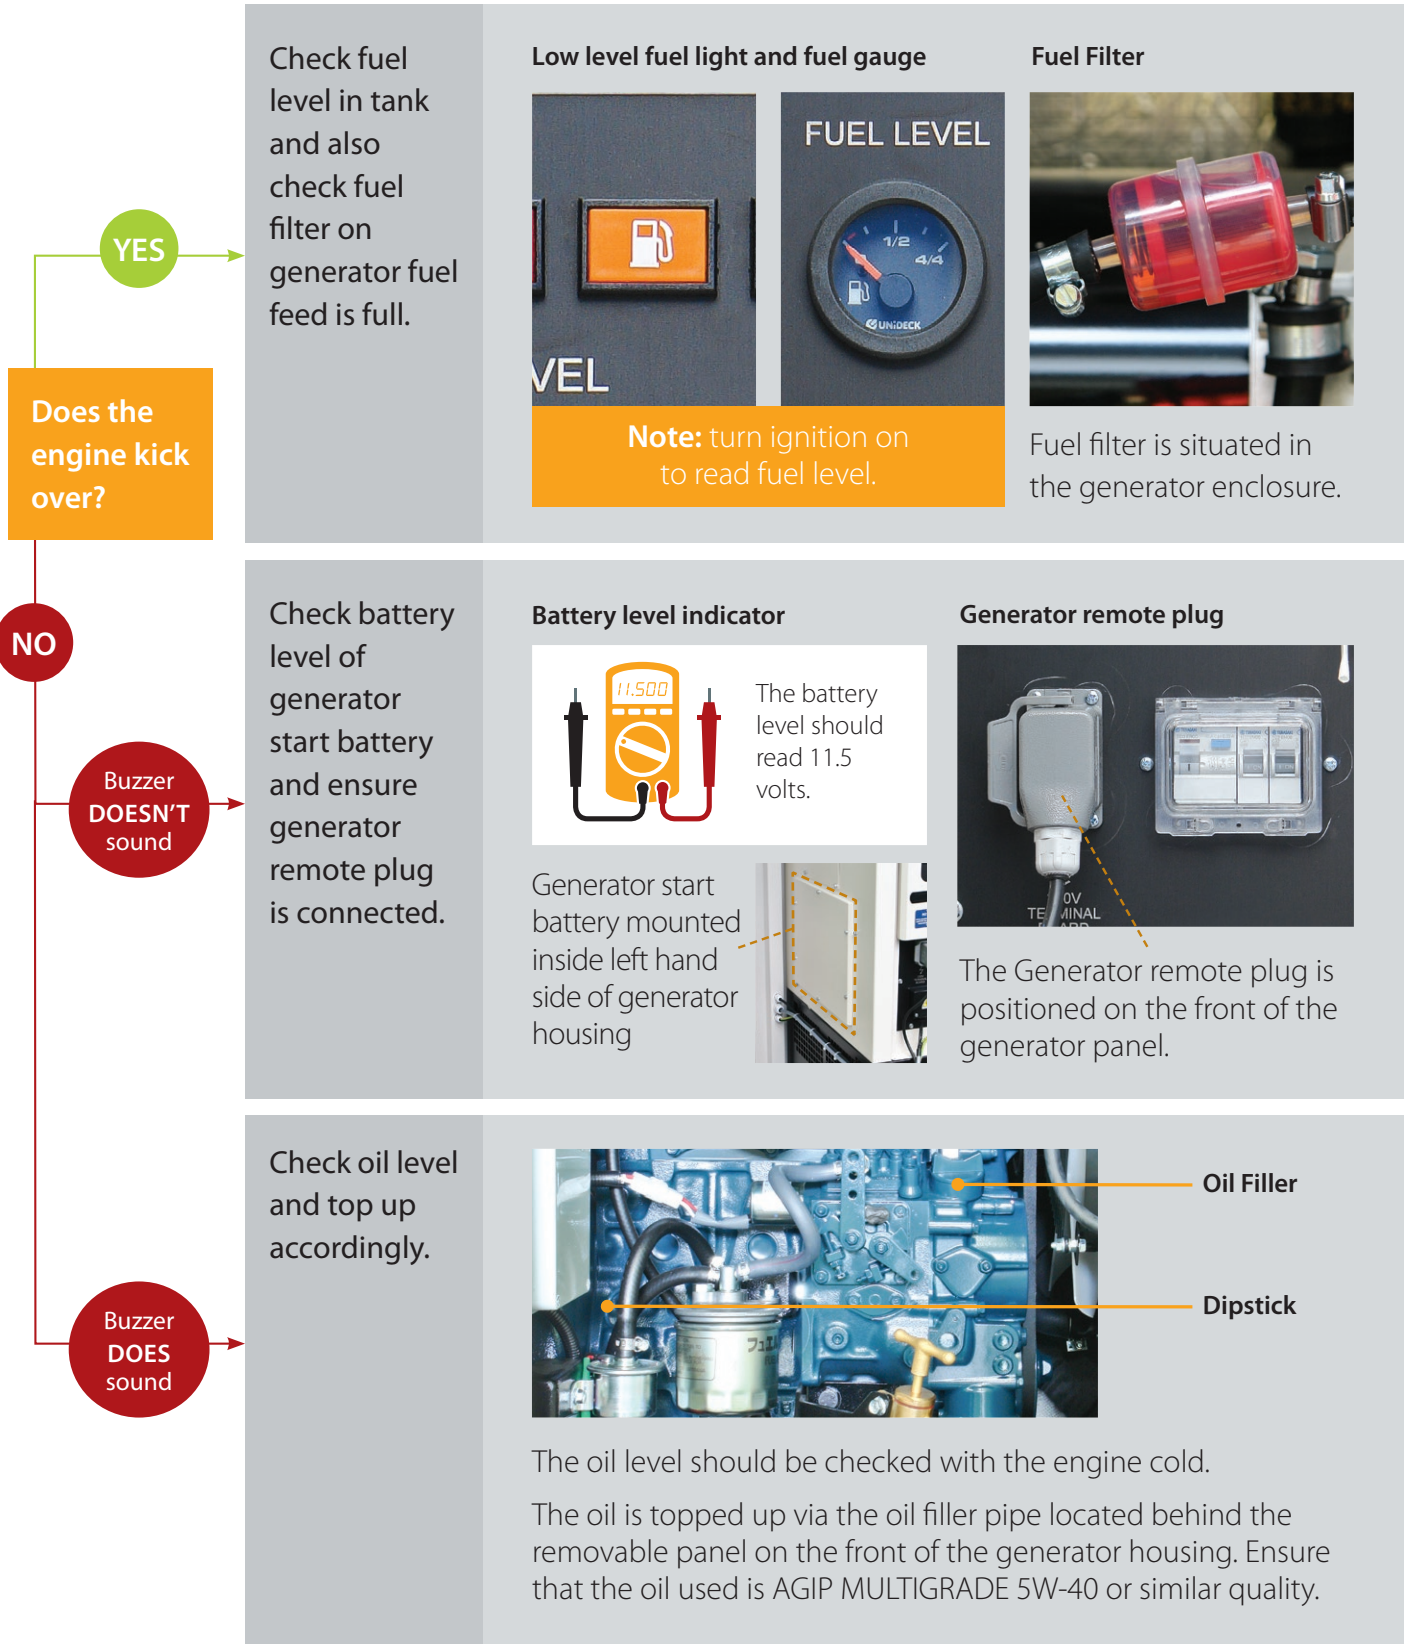 Does the
engine kick
over?
YES
Check fuel
level in tank
and also
check fuel
filter on
generator fuel
feed is full.
Low level fuel light and fuel gauge
VEL
FUEL LEVEL
1/2
4/4
UNIDECK
Note: turn ignition on
to read fuel level.
Fuel Filter
Fuel filter is situated in
the generator enclosure.
NO
Buzzer
DOESN'T
sound
Check battery
level of
generator
start battery
and ensure
generator
remote plug
is connected.
Battery level indicator
11.500
The battery
level should
read 11.5
volts.
Generator start
battery mounted
inside left hand
side of generator
housing
Generator remote plug
0V
TE MINAL
The Generator remote plug is
positioned on the front of the
generator panel.
Buzzer
DOES
sound
Check oil level
and top up
accordingly.
Oil Filler
Dipstick
フュエ
The oil level should be checked with the engine cold.
The oil is topped up via the oil filler pipe located behind the
removable panel on the front of the generator housing. Ensure
that the oil used is AGIP MULTIGRADE 5W-40 or similar quality.